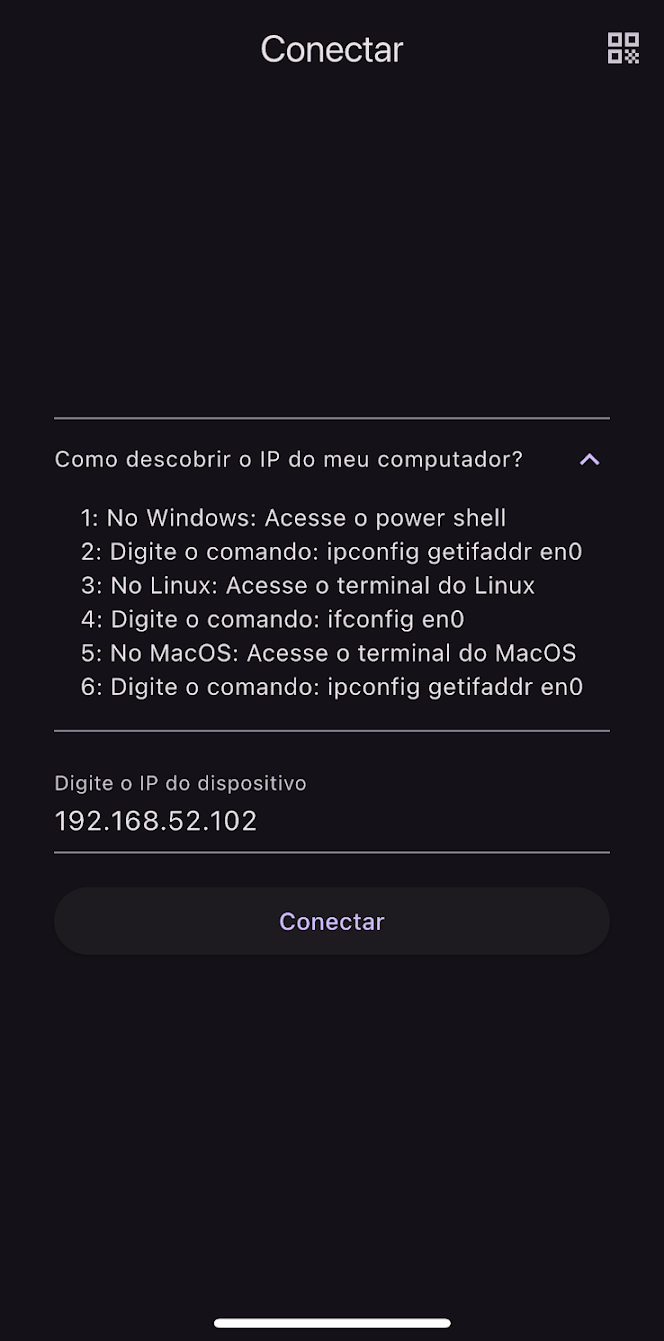 Conectar
Como descobrir o IP do meu computador?
1: No Windows: Acesse o power shell
2: Digite o comando: ipconfig getifaddr en0
3: No Linux: Acesse o terminal do Linux
4: Digite o comando: ifconfig en0
5: No MacOS: Acesse o terminal do MacOS
6: Digite o comando: ipconfig getifaddr en0
Digite o IP do dispositivo
192.168.52.102
Conectar